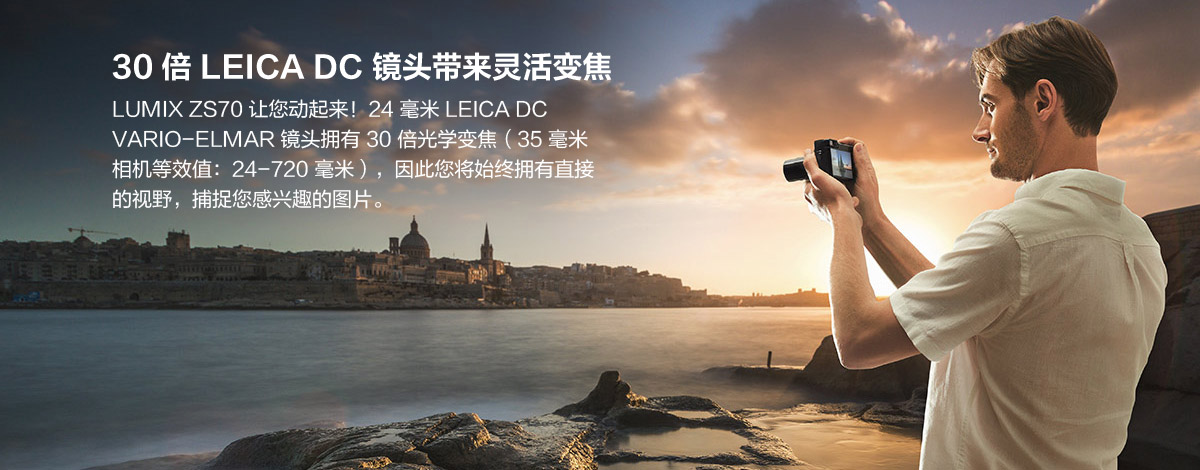 30 倍 LEICA DC 镜头带来灵活变焦
LUMIX ZS70 让您动起来！24 毫米 LEICA DC
VARIO-ELMAR 镜头拥有 30 倍光学变焦（35 毫米
相机等效值：24-720 毫米），因此您将始终拥有直接
的视野，捕捉您感兴趣的图片。